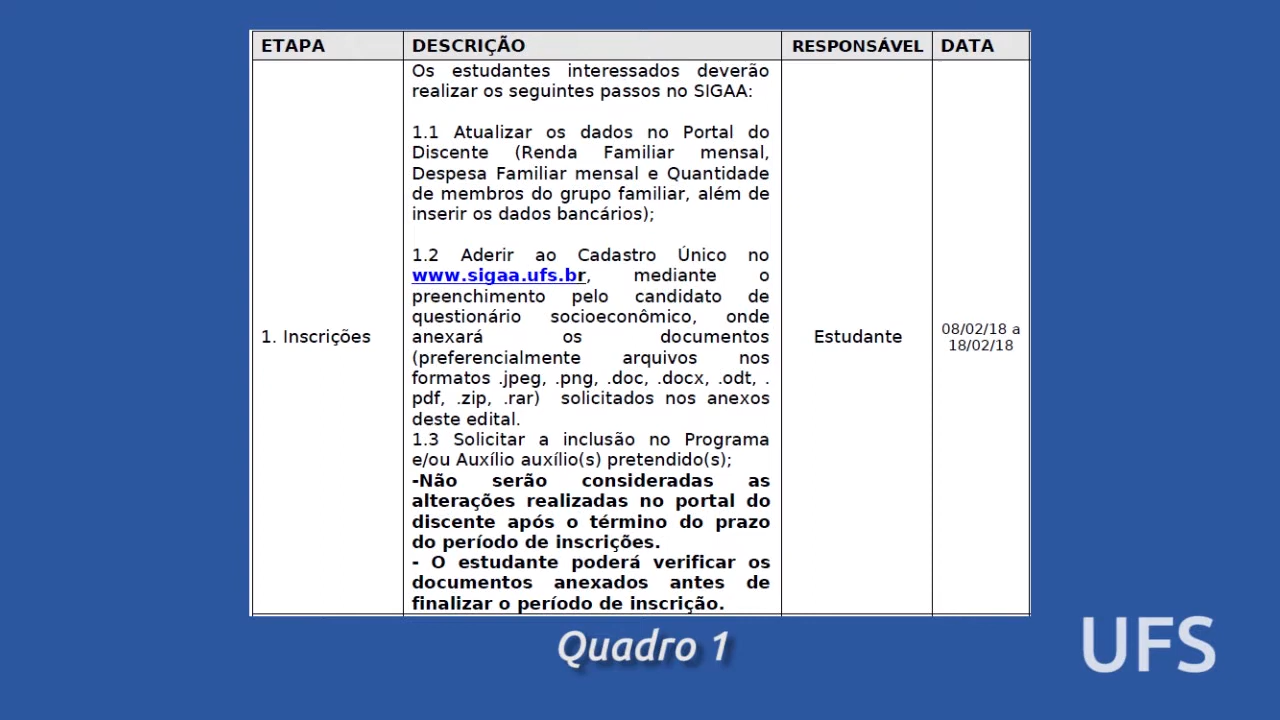 ETAPA DESCRIÇÃO RESPONSÁVEL DATA
Os estudantes interessados deverão
realizar os seguintes passos no SIGAA:
1.1 Atualizar os dados no Portal do
Discente (Renda Familiar mensal,
Despesa Familiar mensal e Quantidade
de membros do grupo familiar, além de
inserir os dados bancários);
1.2 Aderir ao Cadastro Único no
www.sigaa.ufs.br, mediante o
preenchimento pelo candidato de
questionário socioeconômico, onde
anexará os documentos
(preferencialmente arquivos nos
formatos .jpeg, .png, .doc, .docx, .odt, .
pdf, .zip, .rar) solicitados nos anexos
deste edital.
1.3 Solicitar a inclusão no Programa
e/ou Auxílio auxílio(s) pretendido(s);
-Não serão consideradas as
alterações realizadas no portal do
discente após o término do prazo
do período de inscrições.
- O estudante poderá verificar os
documentos anexados antes de
finalizar o período de inscrição.
1. Inscrições
Estudante
08/02/18 a
18/02/18
Quadro 1
UFS